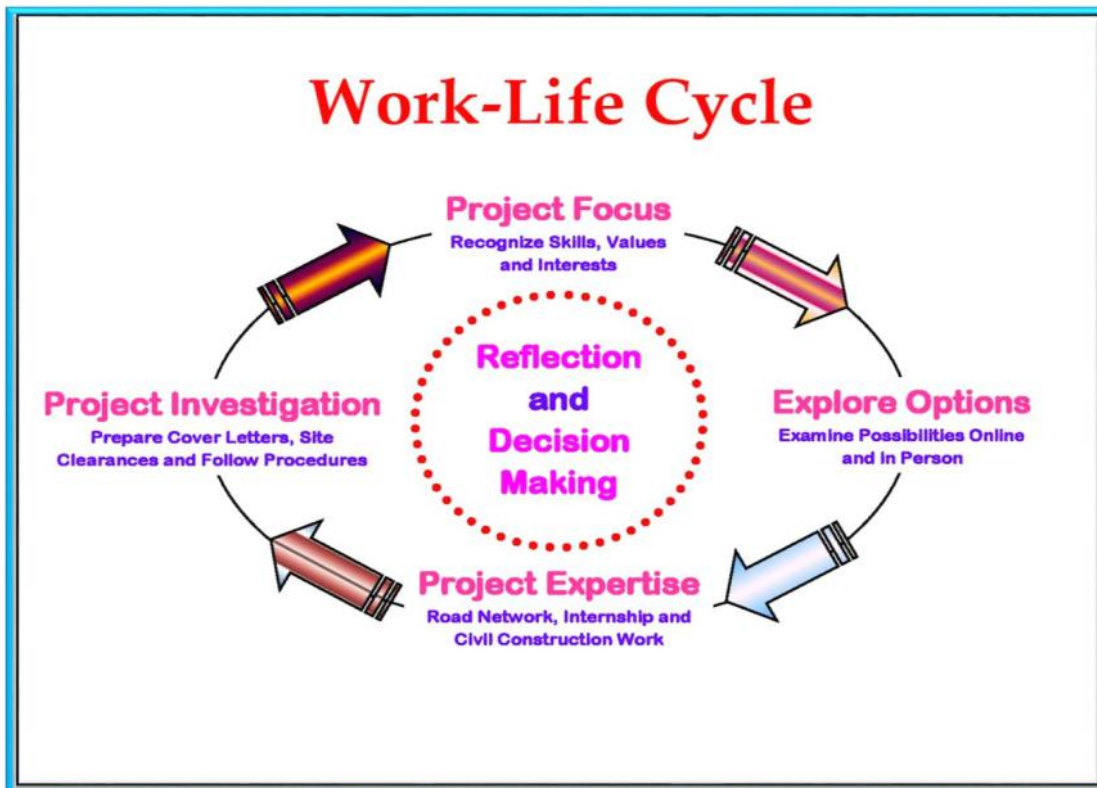 Work-Life Cycle
Project Focus
Recognize Skills, Values
and Interests
Reflection
and
Decision
Making
Project Investigation
Prepare Cover Letters, Site
Clearances and Follow Procedures
Explore Options
Examine Possibilities Online
and in Person
Project Expertise
Road Network, Internship and
Civil Construction Work